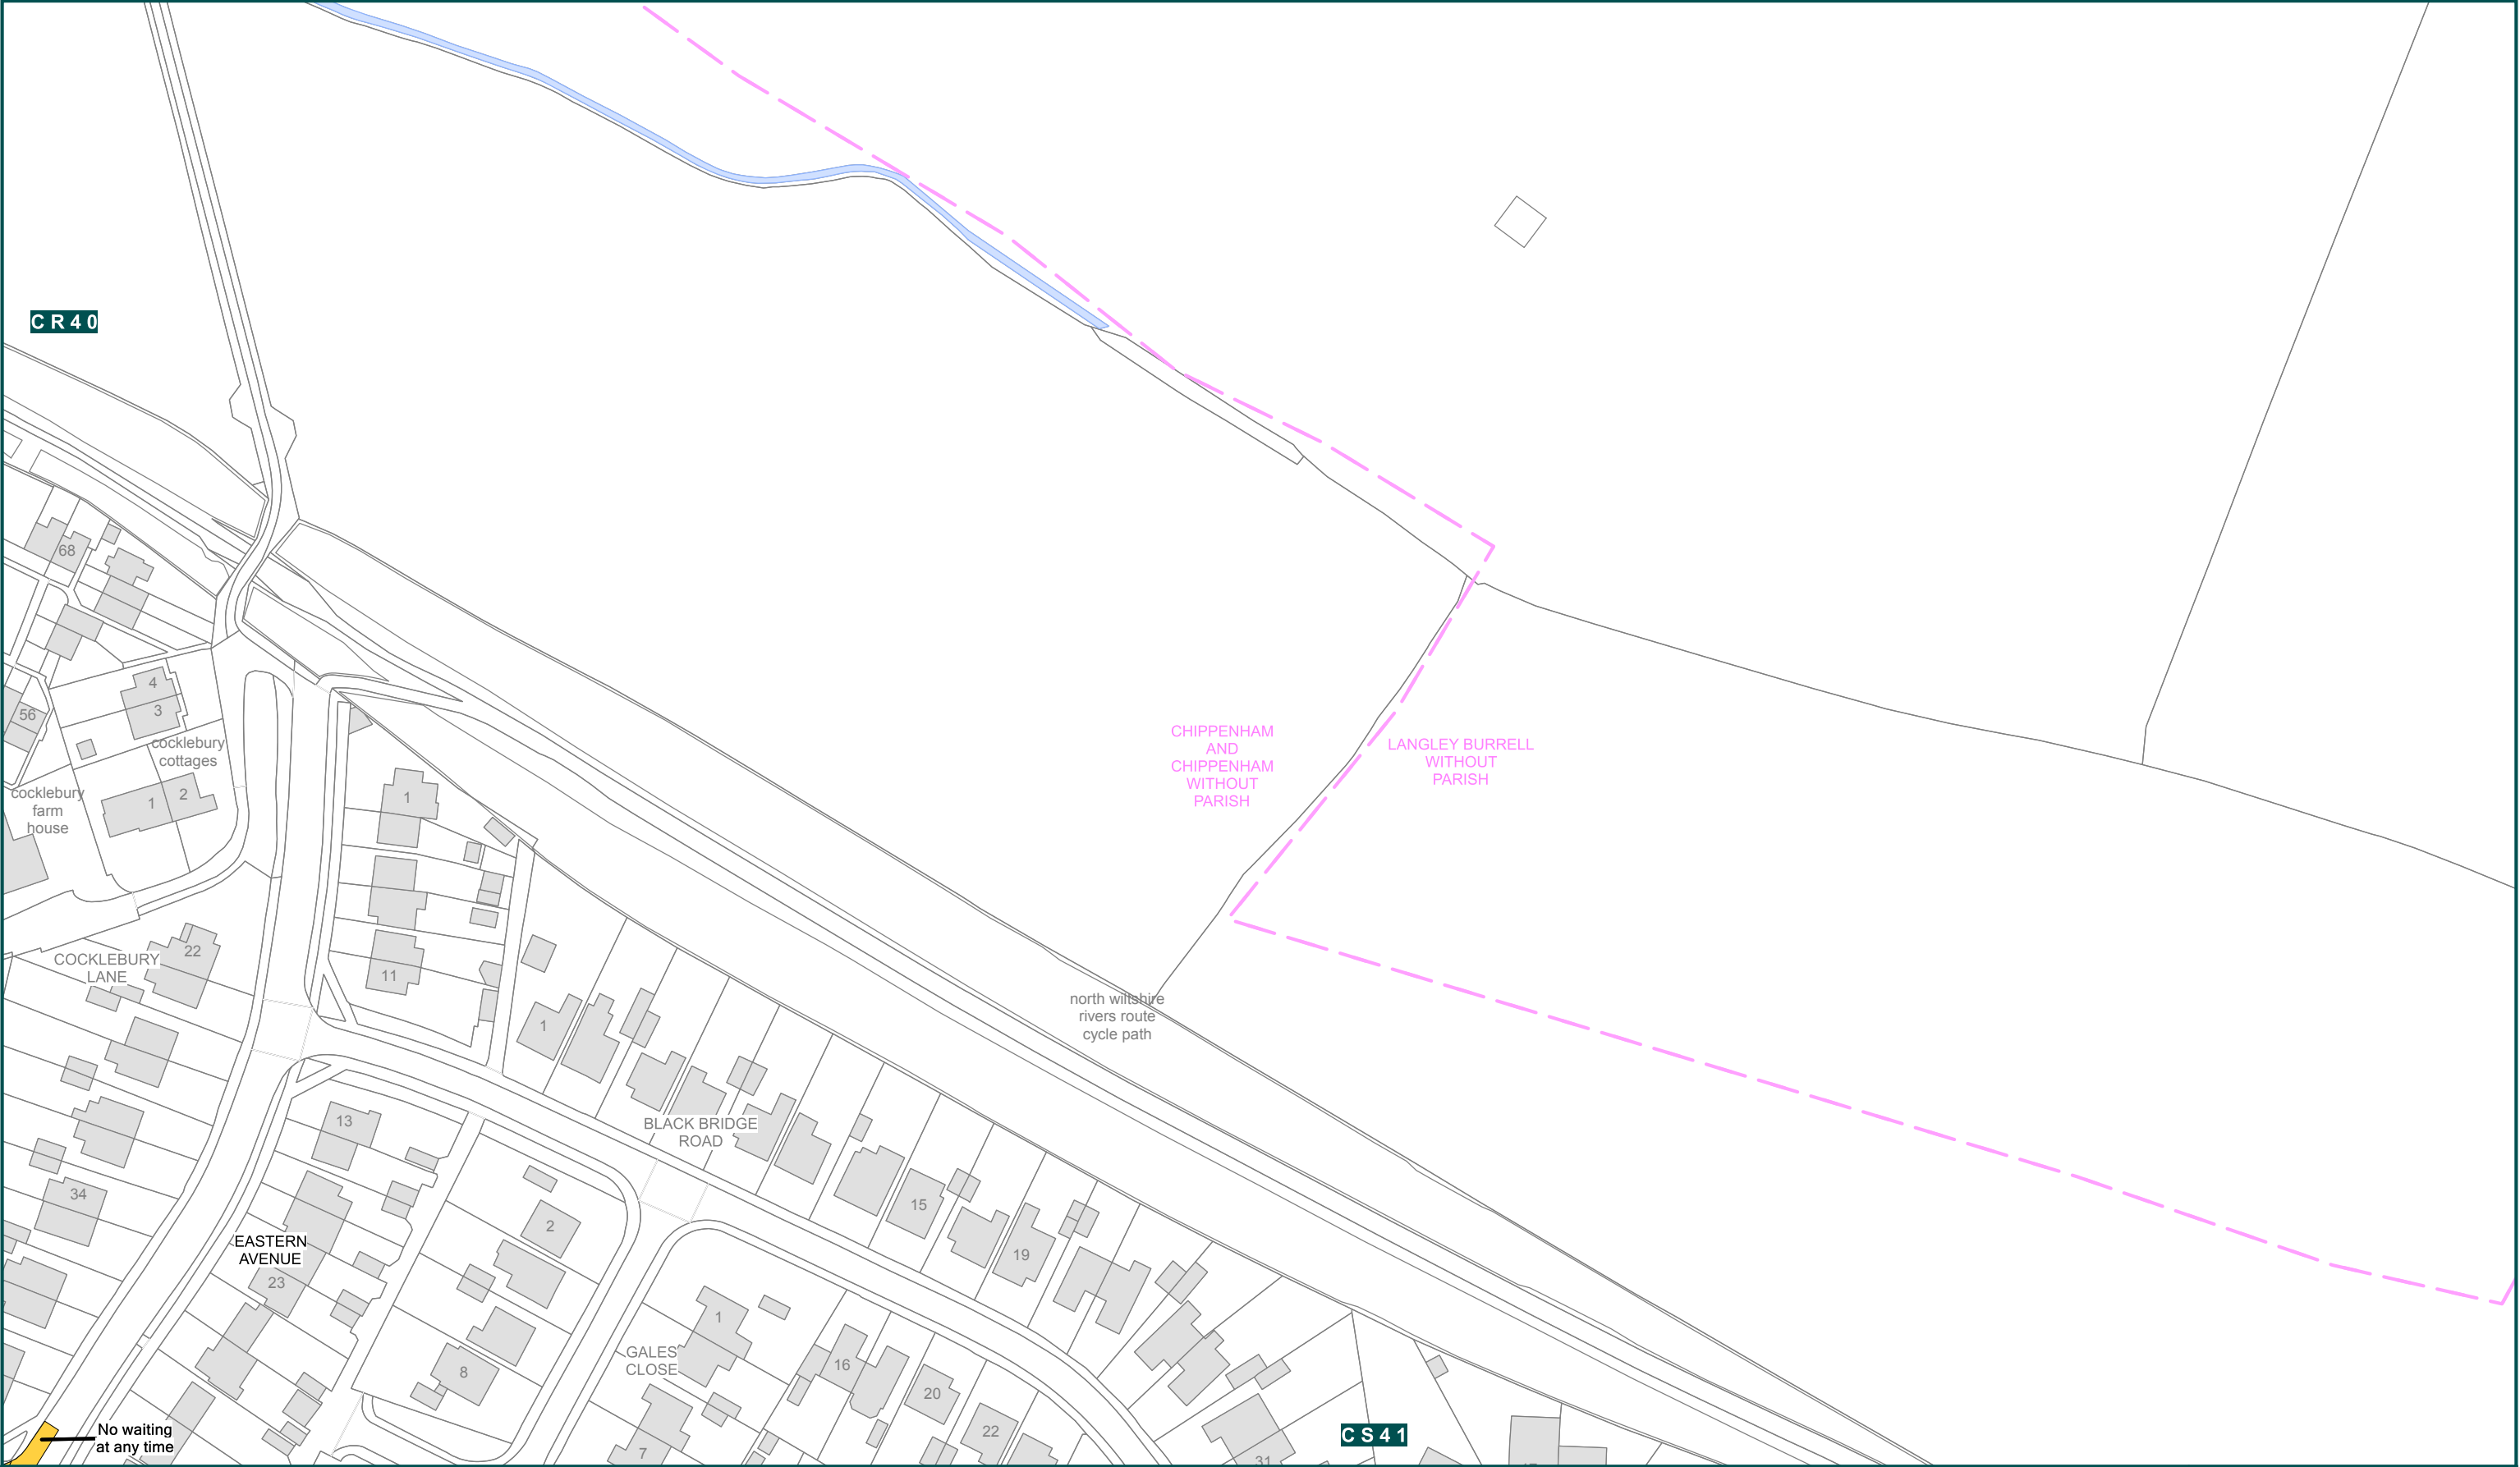 C R 4 0
68
4
3
56
cocklebury
cottages
1
2
cocklebury
farm
house
CHIPPENHAM
AND
CHIPPENHAM
WITHOUT
PARISH
LANGLEY BURRELL
WITHOUT
PARISH
1
22
COCKLEBURY
LANE
11
north wiltshire
rivers route
cycle path
1
13
BLACK BRIDGE
ROAD
34
15
2
EASTERN
AVENUE
19
23
1
GALES
CLOSE
16
8
20
22
No waiting
at any time
7
C S 4 1
31